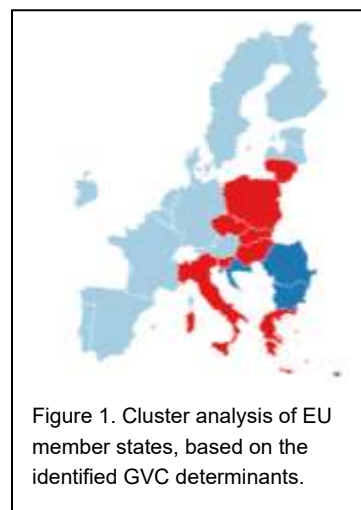 Figure 1. Cluster analysis of EU
member states, based on the
identified GVC determinants.